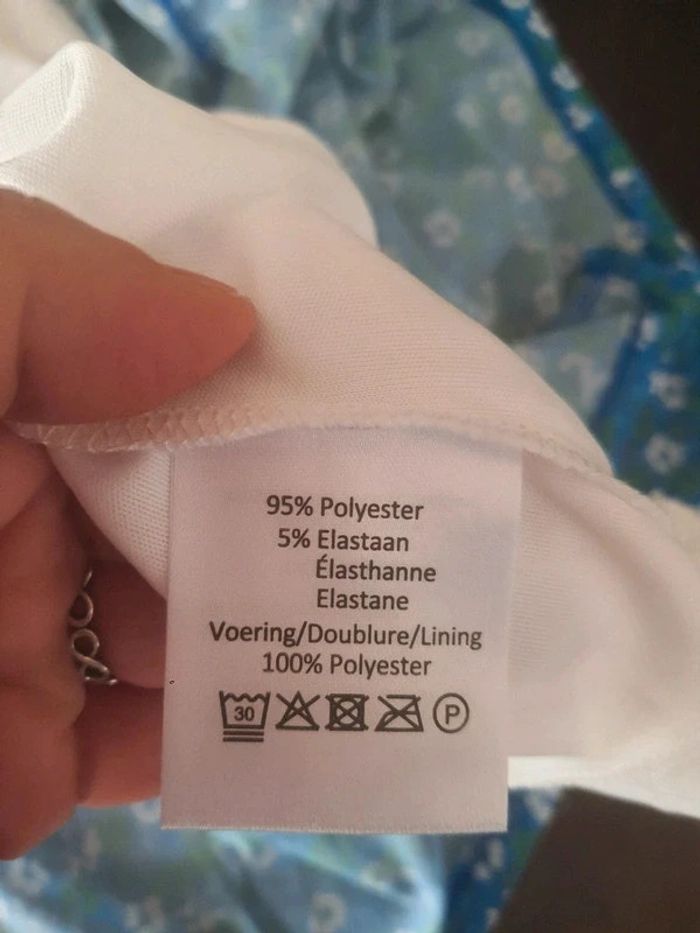 95% Polyester
5% Elastaan
Élasthanne
Elastane
Voering/Doublure/Lining
100% Polyester
30 P